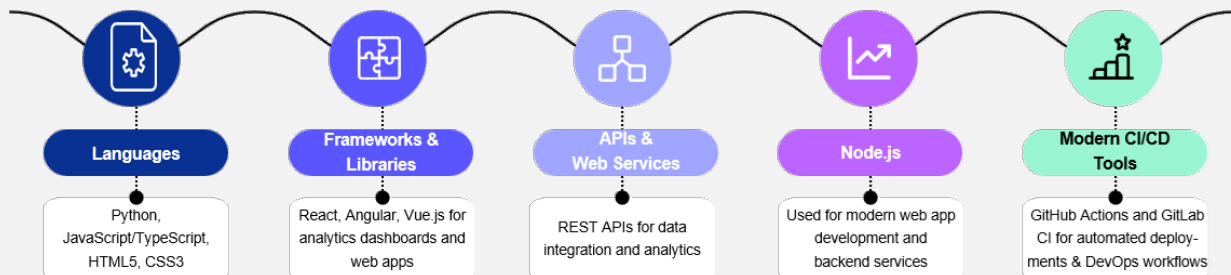 Languages
Python,
JavaScript/TypeScript,
HTML5, CSS3
Frameworks &
Libraries
React, Angular, Vue.js for
analytics dashboards and
web apps
APIs &
Web Services
REST APIs for data
integration and analytics
Node.js
Used for modern web app
development and
backend services
Modern CI/CD
Tools
GitHub Actions and GitLab
CI for automated deploy-
ments & DevOps workflows